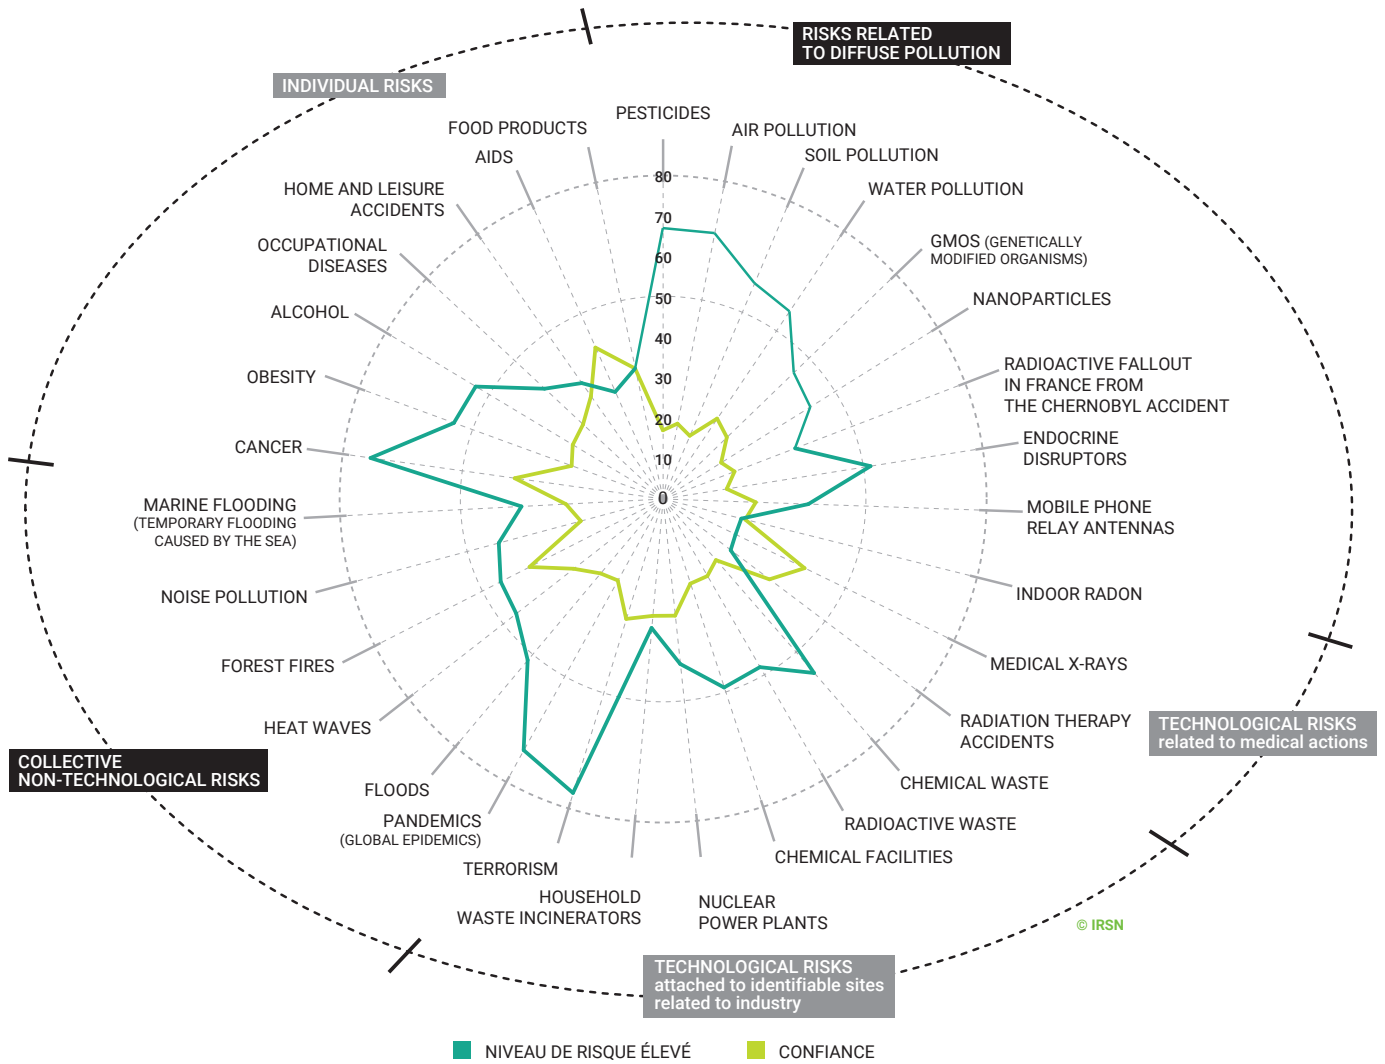 RISKS RELATED
TO DIFFUSE POLLUTION
INDIVIDUAL RISKS
PESTICIDES
AIR POLLUTION
SOIL POLLUTION
WATER POLLUTION
GMOS (GENETICALLY
MODIFIED ORGANISMS)
NANOPARTICLES
RADIOACTIVE FALLOUT
IN FRANCE FROM
THE CHERNOBYL ACCIDENT
ENDOCRINE
DISRUPTORS
MOBILE PHONE
RELAY ANTENNAS
INDOOR RADON
MEDICAL X-RAYS
RADIATION THERAPY
ACCIDENTS
TECHNOLOGICAL RISKS
related to medical actions
CHEMICAL WASTE
RADIOACTIVE WASTE
CHEMICAL FACILITIES
NUCLEAR
POWER PLANTS
HOUSEHOLD
WASTE INCINERATORS
TERRORISM
PANDEMICS
(GLOBAL EPIDEMICS)
FLOODS
HEAT WAVES
FOREST FIRES
NOISE POLLUTION
MARINE FLOODING
(TEMPORARY FLOODING
CAUSED BY THE SEA)
CANCER
OBESITY
ALCOHOL
OCCUPATIONAL
DISEASES
HOME AND LEISURE
ACCIDENTS
AIDS
FOOD PRODUCTS
80
70
60
50
40
30
20
10
0
COLLECTIVE
NON-TECHNOLOGICAL RISKS
© IRSN
TECHNOLOGICAL RISKS
attached to identifiable sites
related to industry
NIVEAU DE RISQUE ÉLEVÉ
CONFIANCE